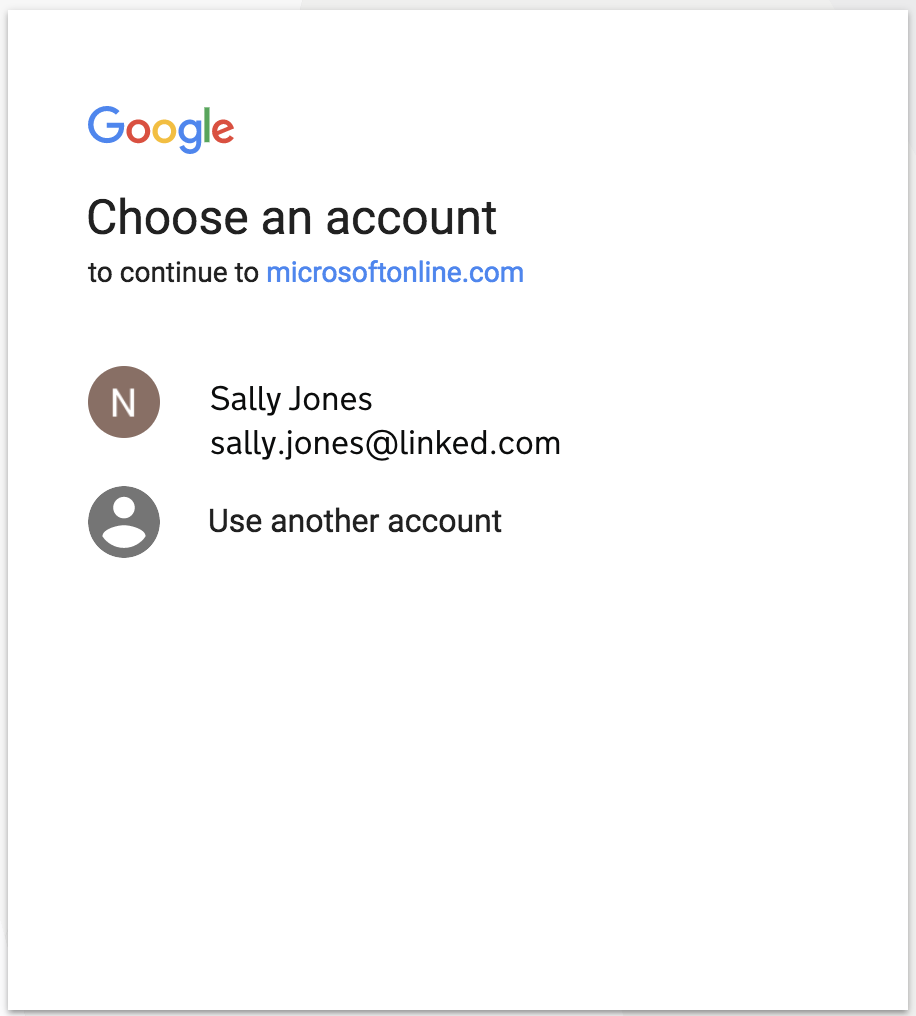 Google
Choose an account
to continue to microsoftonline.com
N
Sally Jones
sally.jones@linked.com
Use another account